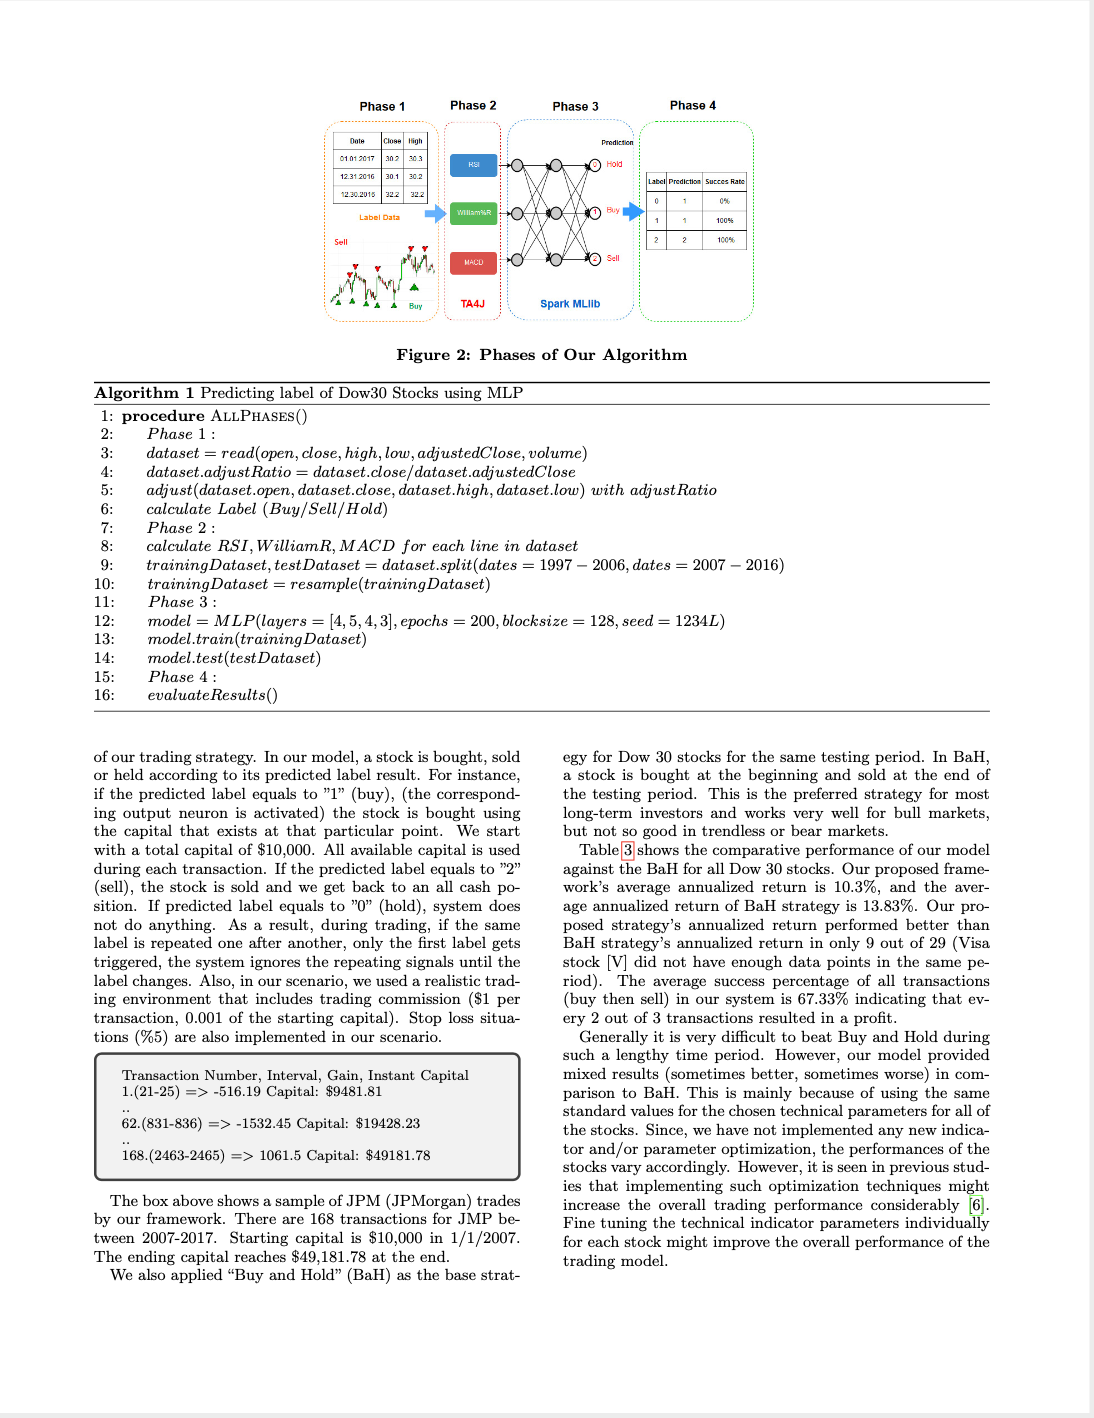 Phase 1
Phase 2
Phase 3
Phase 4
Date Close High
01.01.2017 30.2 30.3
12.31.2016 30.1 30.2
12.30.2016 32.2 32.2
Label Data
Sell
Buy
RSI
William%R
MACD
TA4J
Prediction
0 Hold
1 Buy
2 Sell
Spark MLlib
Label Prediction Succes Rate
0 1 0%
1 1 100%
2 2 100%
Figure 2: Phases of Our Algorithm
Algorithm 1 Predicting label of Dow30 Stocks using MLP
1: procedure ALLPHASES()
2: Phase 1 :
3: dataset = read(open, close, high, low, adjustedClose, volume)
4: dataset.adjustRatio = dataset.close/dataset.adjustedClose
5: adjust(dataset.open, dataset.close, dataset.high, dataset.low) with adjustRatio
6: calculate Label (Buy/Sell/Hold)
7: Phase 2 :
8: calculate RSI, WilliamR, MACD for each line in dataset
9: trainingDataset, testDataset = dataset.split(dates = 1997 − 2006, dates = 2007 − 2016)
10: trainingDataset = resample(trainingDataset)
11: Phase 3 :
12: model = MLP(layers = [4, 5, 4, 3], epochs = 200, blocksize = 128, seed = 1234L)
13: model.train(trainingDataset)
14: model.test(testDataset)
15: Phase 4 :
16: evaluateResults()
of our trading strategy. In our model, a stock is bought, sold
or held according to its predicted label result. For instance,
if the predicted label equals to ”1” (buy), (the correspond-
ing output neuron is activated) the stock is bought using
the capital that exists at that particular point. We start
with a total capital of $10,000. All available capital is used
during each transaction. If the predicted label equals to ”2”
(sell), the stock is sold and we get back to an all cash po-
sition. If predicted label equals to ”0” (hold), system does
not do anything. As a result, during trading, if the same
label is repeated one after another, only the first label gets
triggered, the system ignores the repeating signals until the
label changes. Also, in our scenario, we used a realistic trad-
ing environment that includes trading commission ($1 per
transaction, 0.001 of the starting capital). Stop loss situa-
tions (%5) are also implemented in our scenario.
Transaction Number, Interval, Gain, Instant Capital
1.(21-25) => -516.19 Capital: $9481.81
..
62.(831-836) => -1532.45 Capital: $19428.23
..
168.(2463-2465) => 1061.5 Capital: $49181.78
The box above shows a sample of JPM (JPMorgan) trades
by our framework. There are 168 transactions for JMP be-
tween 2007-2017. Starting capital is $10,000 in 1/1/2007.
The ending capital reaches $49,181.78 at the end.
We also applied “Buy and Hold” (BaH) as the base strat-
egy for Dow 30 stocks for the same testing period. In BaH,
a stock is bought at the beginning and sold at the end of
the testing period. This is the preferred strategy for most
long-term investors and works very well for bull markets,
but not so good in trendless or bear markets.
Table 3 shows the comparative performance of our model
against the BaH for all Dow 30 stocks. Our proposed frame-
work’s average annualized return is 10.3%, and the aver-
age annualized return of BaH strategy is 13.83%. Our pro-
posed strategy’s annualized return performed better than
BaH strategy’s annualized return in only 9 out of 29 (Visa
stock [V] did not have enough data points in the same pe-
riod). The average success percentage of all transactions
(buy then sell) in our system is 67.33% indicating that ev-
ery 2 out of 3 transactions resulted in a profit.
Generally it is very difficult to beat Buy and Hold during
such a lengthy time period. However, our model provided
mixed results (sometimes better, sometimes worse) in com-
parison to BaH. This is mainly because of using the same
standard values for the chosen technical parameters for all of
the stocks. Since, we have not implemented any new indica-
tor and/or parameter optimization, the performances of the
stocks vary accordingly. However, it is seen in previous stud-
ies that implementing such optimization techniques might
increase the overall trading performance considerably [6].
Fine tuning the technical indicator parameters individually
for each stock might improve the overall performance of the
trading model.